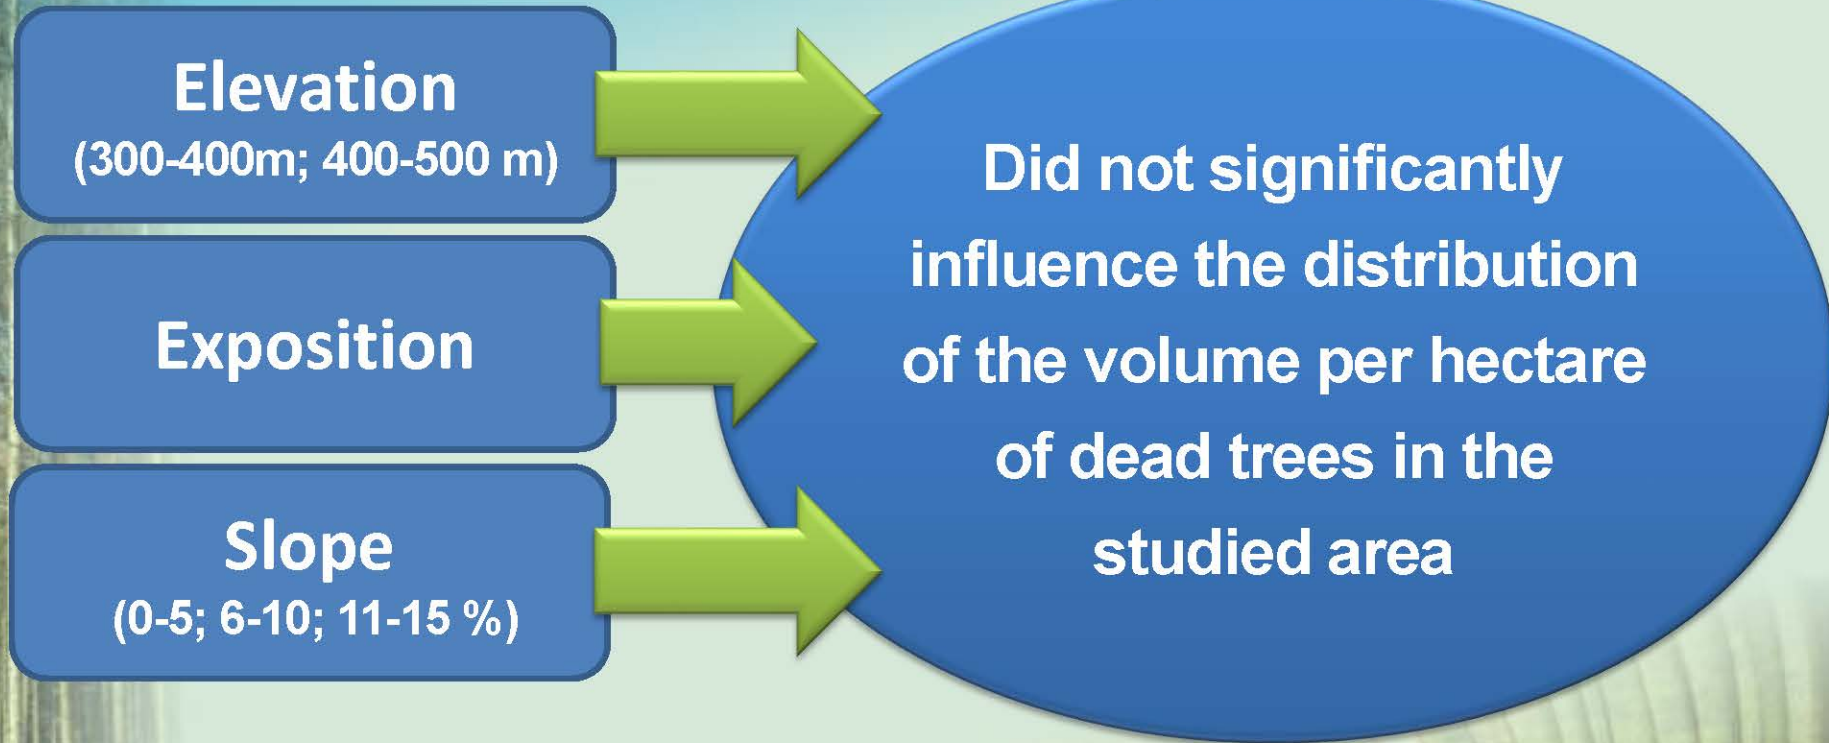 Elevation
(300-400m; 400-500 m)
Exposition
Slope
(0-5; 6-10; 11-15 %)
Did not significantly
influence the distribution
of the volume per hectare
of dead trees in the
studied area